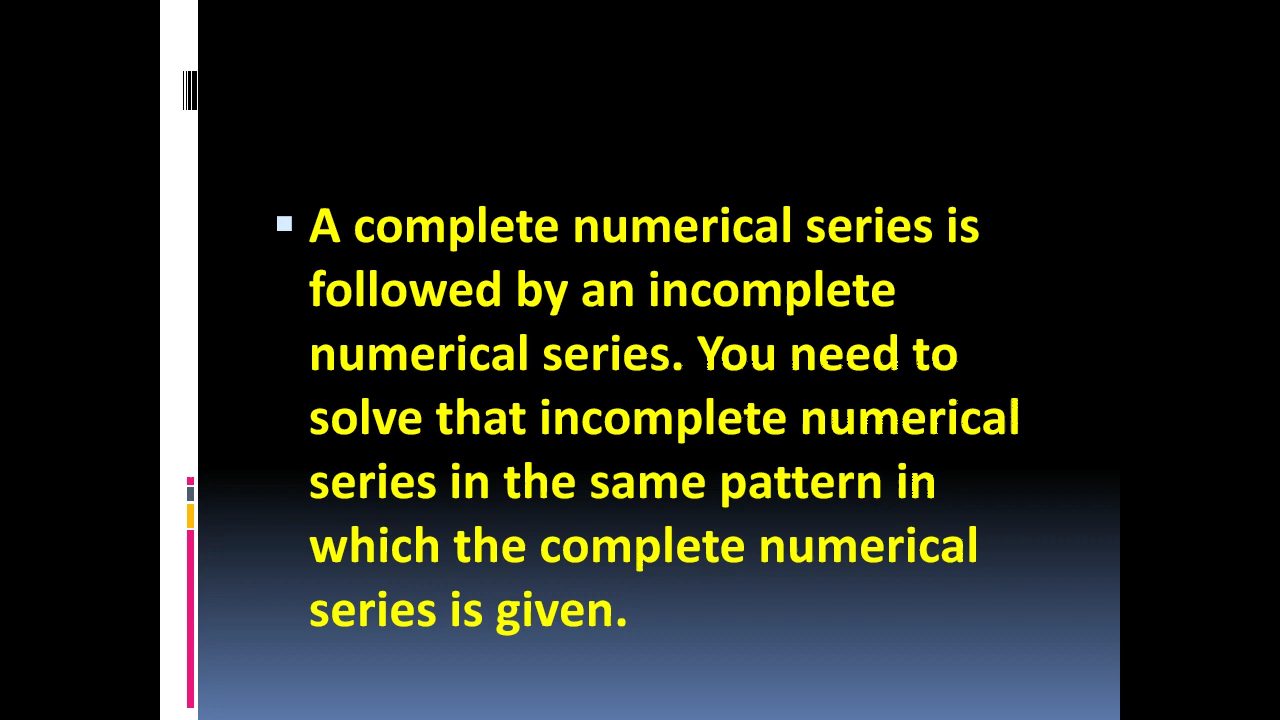 A complete numerical series is
followed by an incomplete
numerical series. You need to
solve that incomplete numerical
series in the same pattern in
which the complete numerical
series is given.